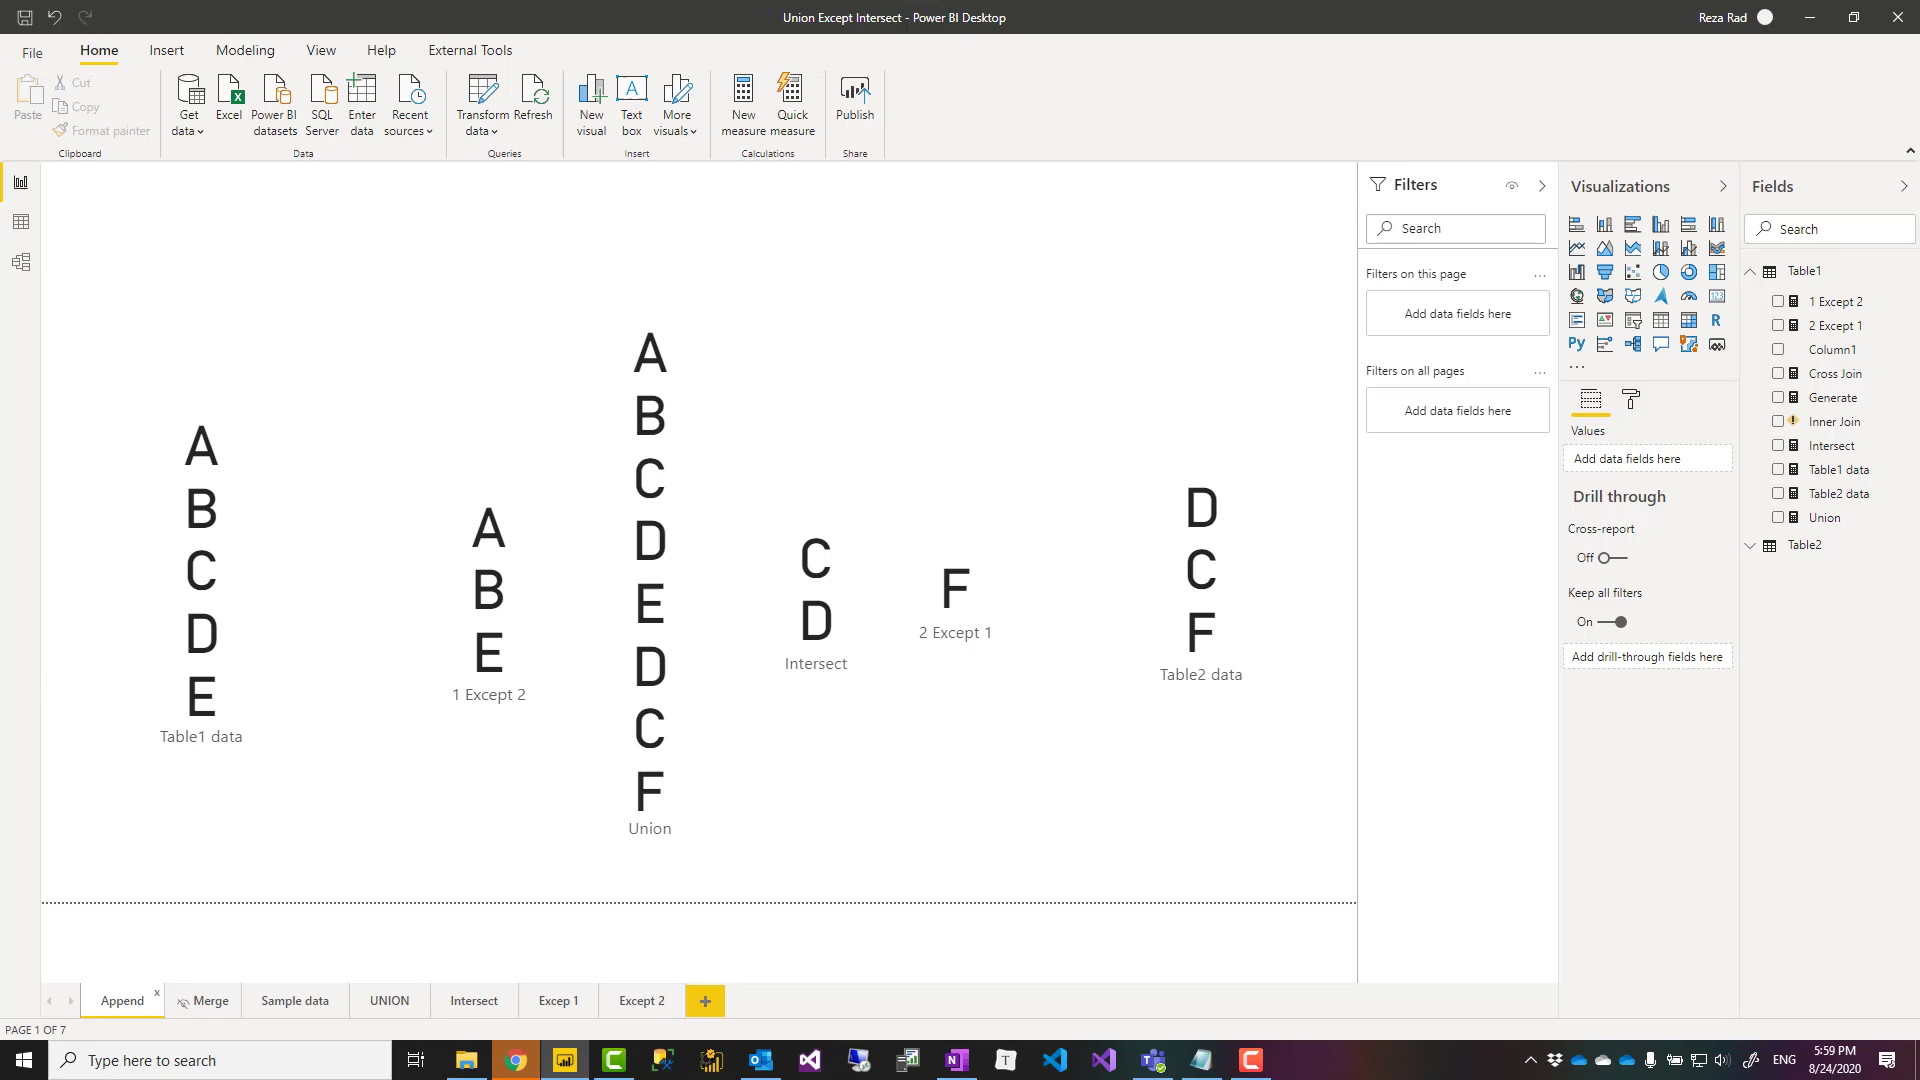 Union Except Intersect - Power BI Desktop
Reza Rad
File
Home
Insert
Modeling
View
Help
External Tools
Paste
Cut
Copy
Format painter
Clipboard
Get data
Excel
Power BI datasets
SQL Server
Enter data
Recent sources
Data
Transform data
Refresh
Queries
New visual
Text box
More visuals
Insert
New measure
Quick measure
Calculations
Publish
Share
A
B
C
D
E
Table1 data
A
B
E
1 Except 2
A
B
C
D
E
D
C
F
Union
C
D
Intersect
F
2 Except 1
D
C
F
Table2 data
Filters
Search
Filters on this page
...
Add data fields here
Filters on all pages
...
Add data fields here
Visualizations
123
R
Py
...
Values
Add data fields here
Drill through
Cross-report
Off
Keep all filters
On
Add drill-through fields here
Fields
Search
Table1
1 Except 2
2 Except 1
Column1
Cross Join
Generate
Inner Join
Intersect
Table1 data
Table2 data
Union
Table2
Append
x
Merge
Sample data
UNION
Intersect
Excep 1
Except 2
+
PAGE 1 OF 7
Type here to search
ENG
5:59 PM
8/24/2020